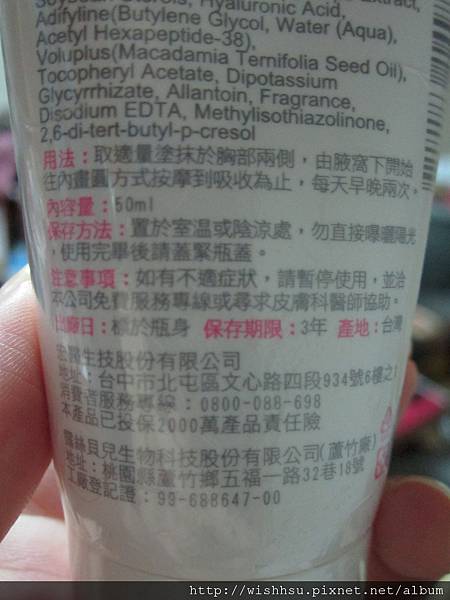 Soybean Sterols, Hyaluronic Acid,
Adifyline(Butylene Glycol, Water (Aqua),
Acetyl Hexapeptide-38),
Voluplus(Macadamia Ternifolia Seed Oil),
Tocopheryl Acetate, Dipotassium
Glycyrrhizate, Allantoin, Fragrance,
Disodium EDTA, Methylisothiazolinone,
2,6-di-tert-butyl-p-cresol
用法：取適量塗抹於胸部兩側，由腋窩下開始
往內畫圓方式按摩到吸收為止，每天早晚兩次。
內容量：50ml
保存方法：置於室溫或陰涼處，勿直接曝曬陽光
，使用完畢後請蓋緊瓶蓋。
注意事項：如有不適症狀，請暫停使用，並洽
本公司免費服務專線或尋求皮膚科醫師協助。
出廠日：標於瓶身 保存期限：3年 產地：台灣
生技股份有限公司
地址：台中市北屯區文心路四段934號6樓之1
消費者服務專線：0800-088-698
本產品已投保2000萬產品責任險
露絲貝兒生物科技股份有限公司(蘆竹廠)
地址：桃園縣蘆竹鄉五福一路32巷18號
工廠登記證：99-688647-00
http://wishhsu.pixnet.net/album